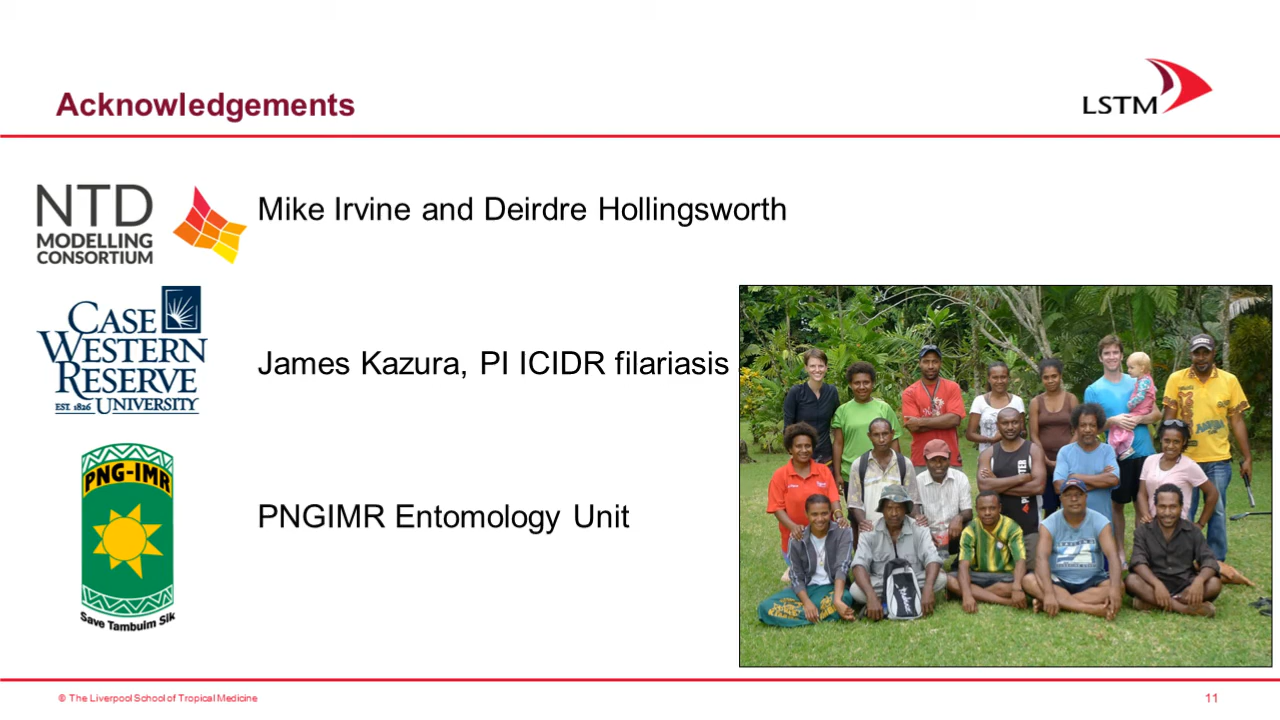 Acknowledgements
LSTM
NTD
MODELLING
CONSORTIUM
Mike Irvine and Deirdre Hollingsworth
CASE
WESTERN
RESERVE
EST. 1826 UNIVERSITY
James Kazura, PI ICIDR filariasis
PNG-IMR
Save Tambuim Sik
PNGIMR Entomology Unit
© The Liverpool School of Tropical Medicine
11